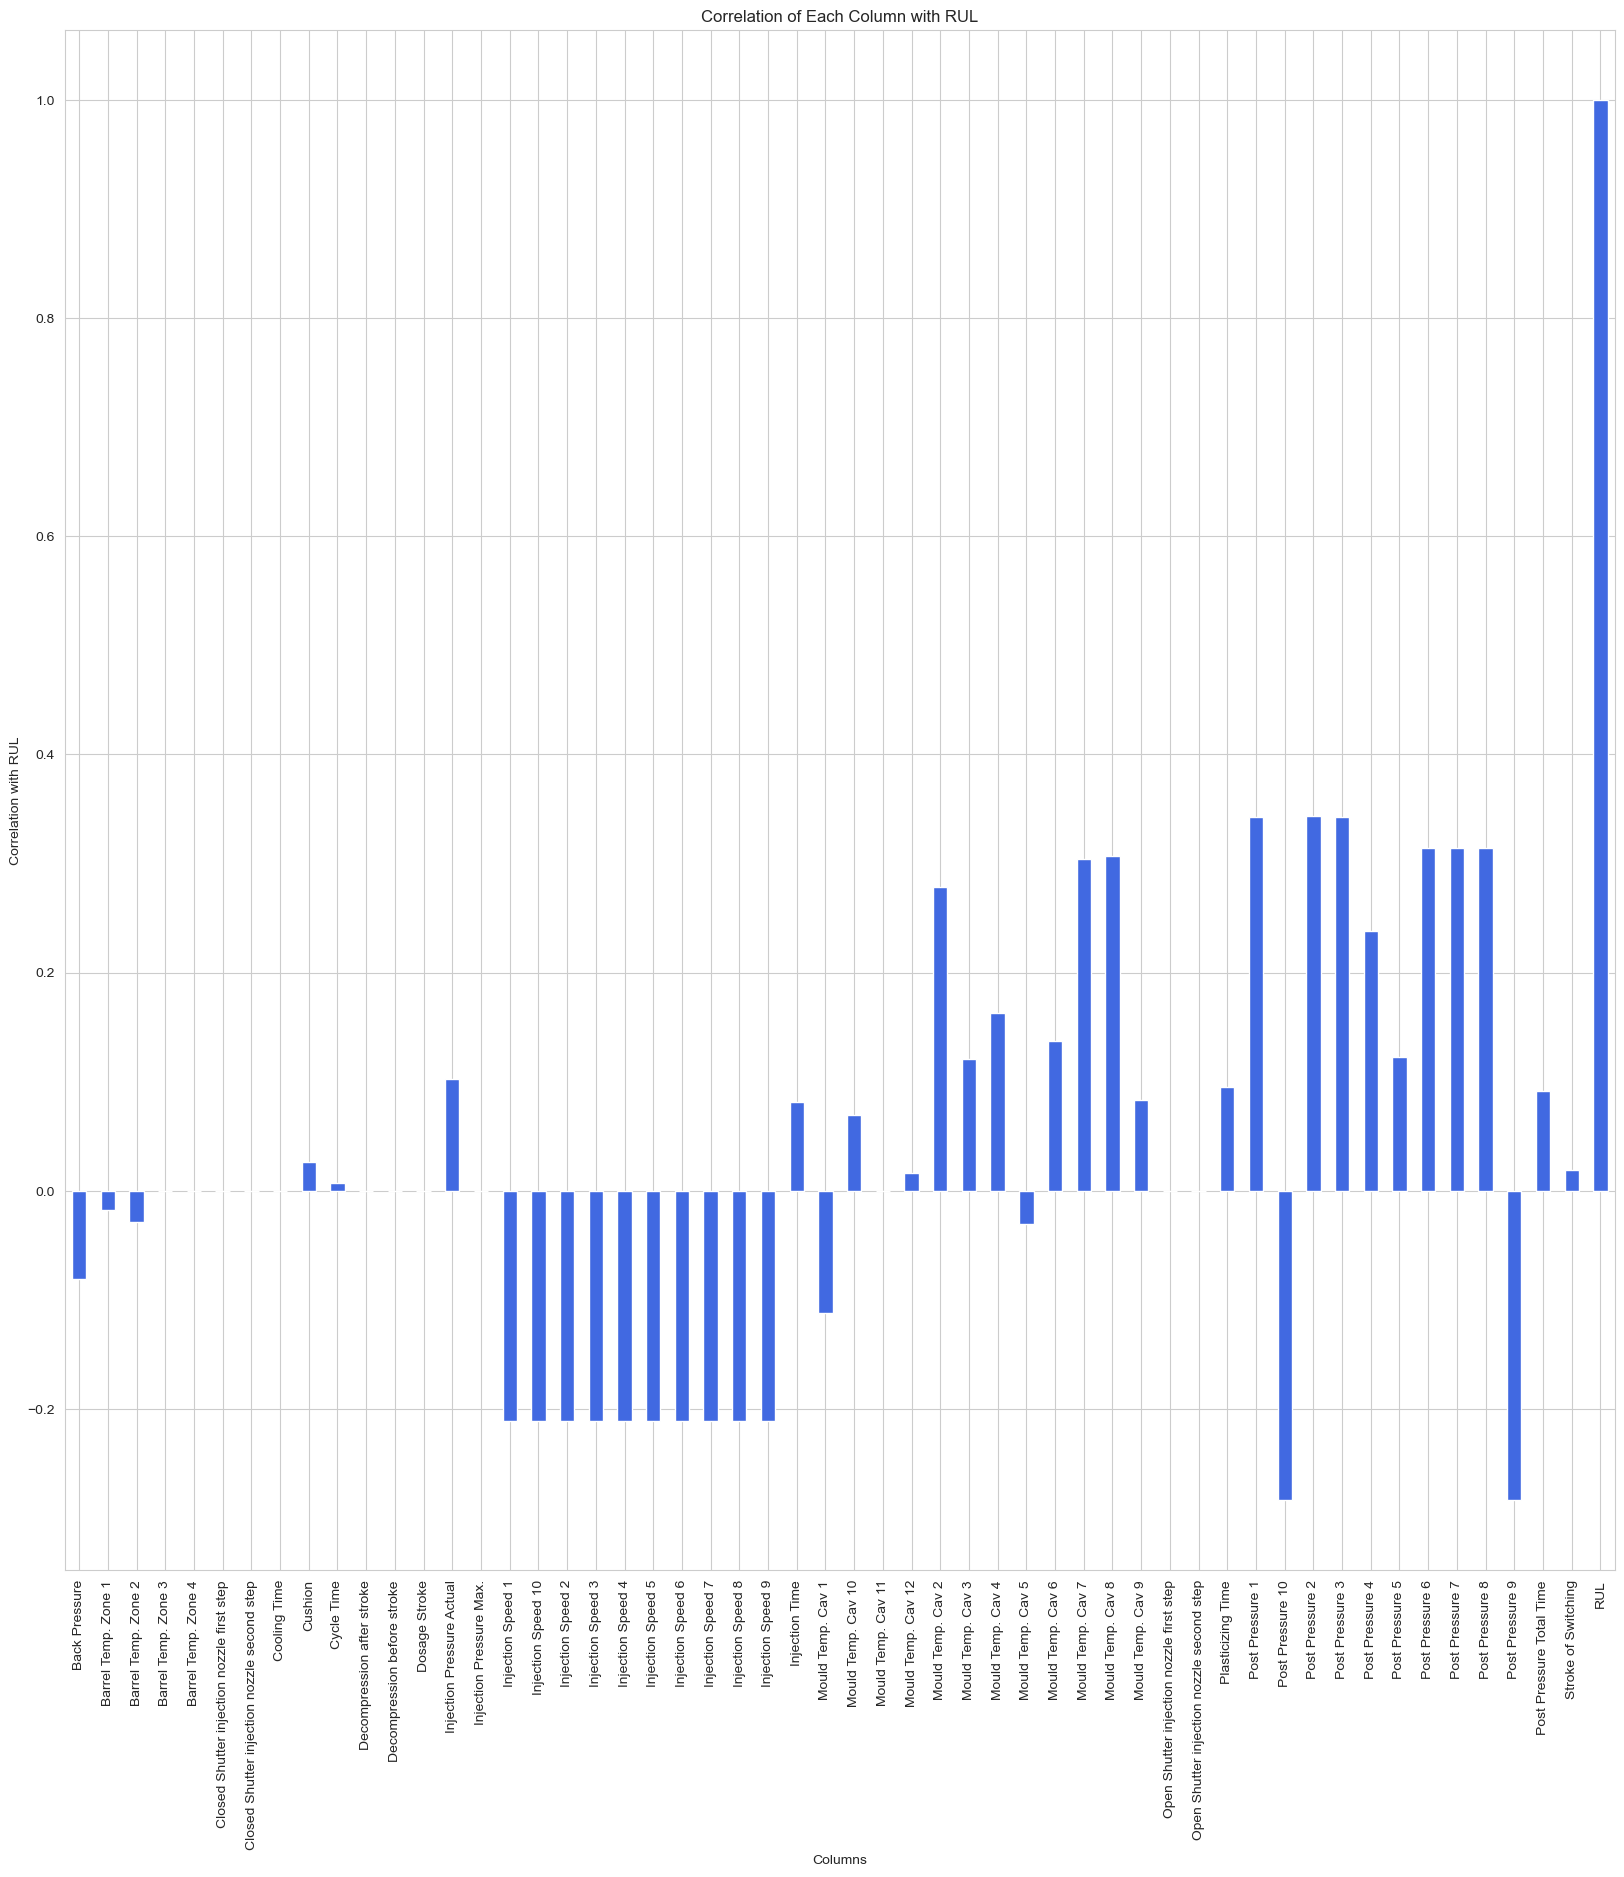 Correlation of Each Column with RUL
Correlation with RUL
1.0
0.8
0.6
0.4
0.2
0.0
−0.2
Back Pressure
Barrel Temp. Zone 1
Barrel Temp. Zone 2
Barrel Temp. Zone 3
Barrel Temp. Zone 4
Closed Shutter injection nozzle first step
Closed Shutter injection nozzle second step
Cooling Time
Cushion
Cycle Time
Decompression after stroke
Decompression before stroke
Dosage Stroke
Injection Pressure Actual
Injection Pressure Max.
Injection Speed 1
Injection Speed 10
Injection Speed 2
Injection Speed 3
Injection Speed 4
Injection Speed 5
Injection Speed 6
Injection Speed 7
Injection Speed 8
Injection Speed 9
Injection Time
Mould Temp. Cav 1
Mould Temp. Cav 10
Mould Temp. Cav 11
Mould Temp. Cav 12
Mould Temp. Cav 2
Mould Temp. Cav 3
Mould Temp. Cav 4
Mould Temp. Cav 5
Mould Temp. Cav 6
Mould Temp. Cav 7
Mould Temp. Cav 8
Mould Temp. Cav 9
Open Shutter injection nozzle first step
Open Shutter injection nozzle second step
Plasticizing Time
Post Pressure 1
Post Pressure 10
Post Pressure 2
Post Pressure 3
Post Pressure 4
Post Pressure 5
Post Pressure 6
Post Pressure 7
Post Pressure 8
Post Pressure 9
Post Pressure Total Time
Stroke of Switching
RUL
Columns